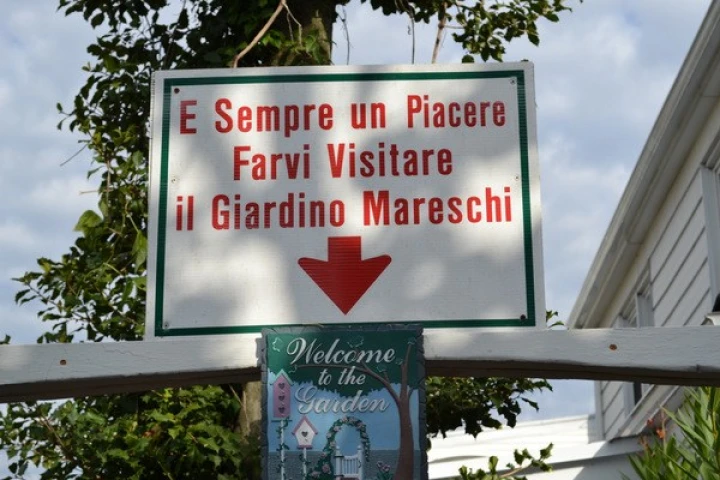 E Sempre un Piacere
Farvi Visitare
il Giardino Mareschi
Welcome
to the
Garden